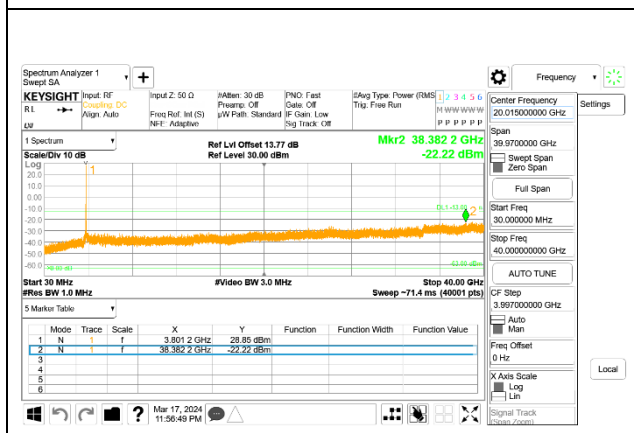 Spectrum Analyzer 1
Swept SA
KEYSIGHT
RL
Input: RF
Coupling: DC
Align: Auto
Input Z: 50 Ω
Freq Ref: Int (S)
NFE: Adaptive
#Atten: 30 dB
Preamp: Off
µW Path: Standard
PNO: Fast
Gate: Off
IF Gain: Low
Sig Track: Off
#Avg Type: Power (RMS
Trig: Free Run
1 2 3 4 5 6
M W W W W W
P P P P P P
1 Spectrum
Scale/Div 10 dB
Log
Ref Lvl Offset 13.77 dB
Ref Level 30.00 dBm
Mkr2 38.382 2 GHz
-22.22 dBm
20.0
10.0
0.00
-10.0
-20.0
-30.0
-40.0
-50.0
-60.0
1
2
Start 30 MHz
#Res BW 1.0 MHz
#Video BW 3.0 MHz
Stop 40.00 GHz
Sweep ~71.4 ms (40001 pts)
5 Marker Table
Mode Trace Scale X Y Function Function Width Function Value
1 N 1 f 3.801 2 GHz 28.85 dBm
2 N 1 f 38.382 2 GHz -22.22 dBm
3
4
5
6
Mar 17, 2024
11:56:49 PM
Frequency
Settings
Center Frequency
20.015000000 GHz
Span
39.9700000 GHz
Swept Span
Zero Span
Full Span
Start Freq
30.000000 MHz
Stop Freq
40.000000000 GHz
AUTO TUNE
CF Step
3.997000000 GHz
Auto
Man
Freq Offset
0 Hz
X Axis Scale
Log
Lin
Signal Track
(Span Zoom)
Local